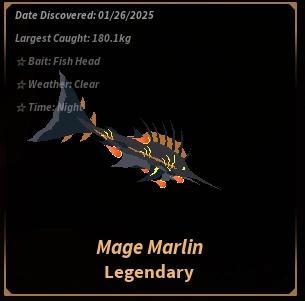 Date Discovered: 01/26/2025
Largest Caught: 180.1kg
☆ Bait: Fish Head
☆ Weather: Clear
☆ Time: Night
Mage Marlin
Legendary